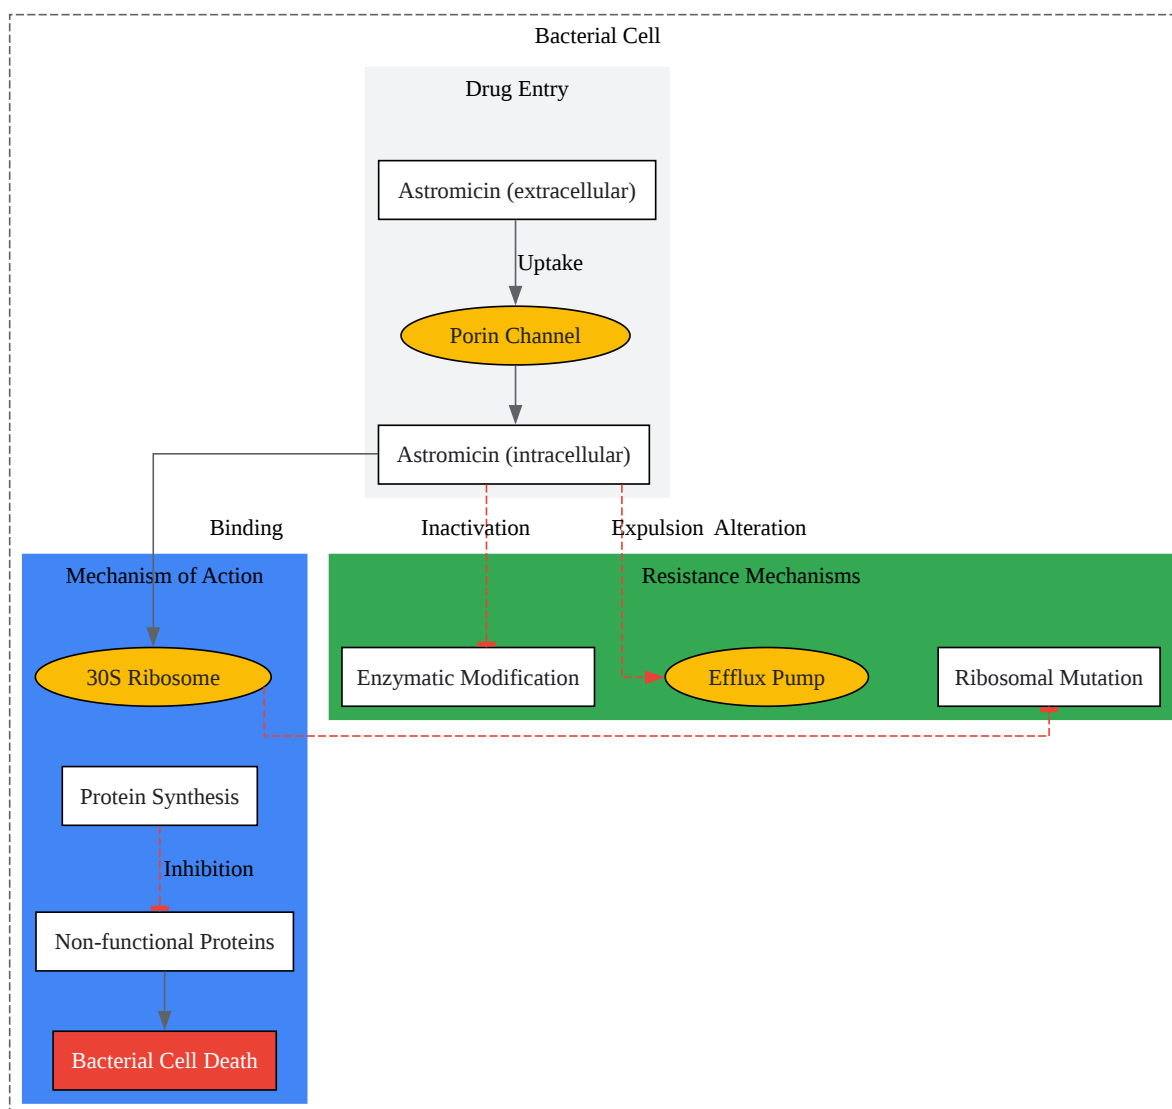 Bacterial Cell
Drug Entry
Astromicin (extracellular)
Uptake
Porin Channel
Astromicin (intracellular)
Binding
Inactivation
Expulsion
Alteration
Mechanism of Action
Resistance Mechanisms
30S Ribosome
Enzymatic Modification
Efflux Pump
Ribosomal Mutation
Protein Synthesis
Inhibition
Non-functional Proteins
Bacterial Cell Death